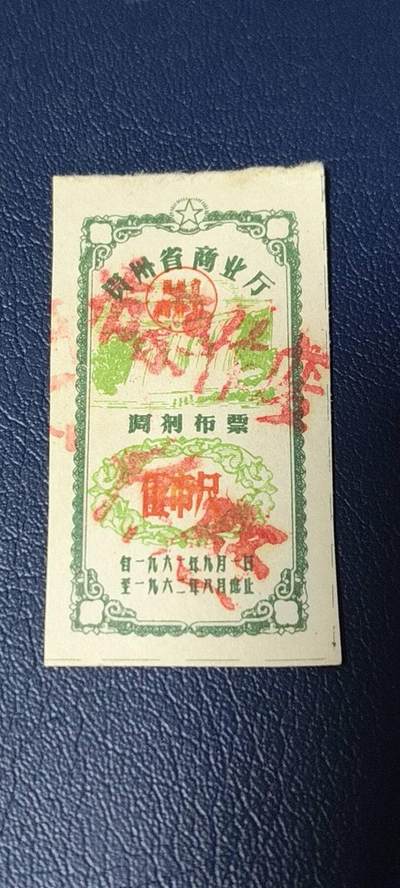 贵州省商业厅
调剂布票
伍市尺
自一九六一年九月一日
至一九六二年八月底止